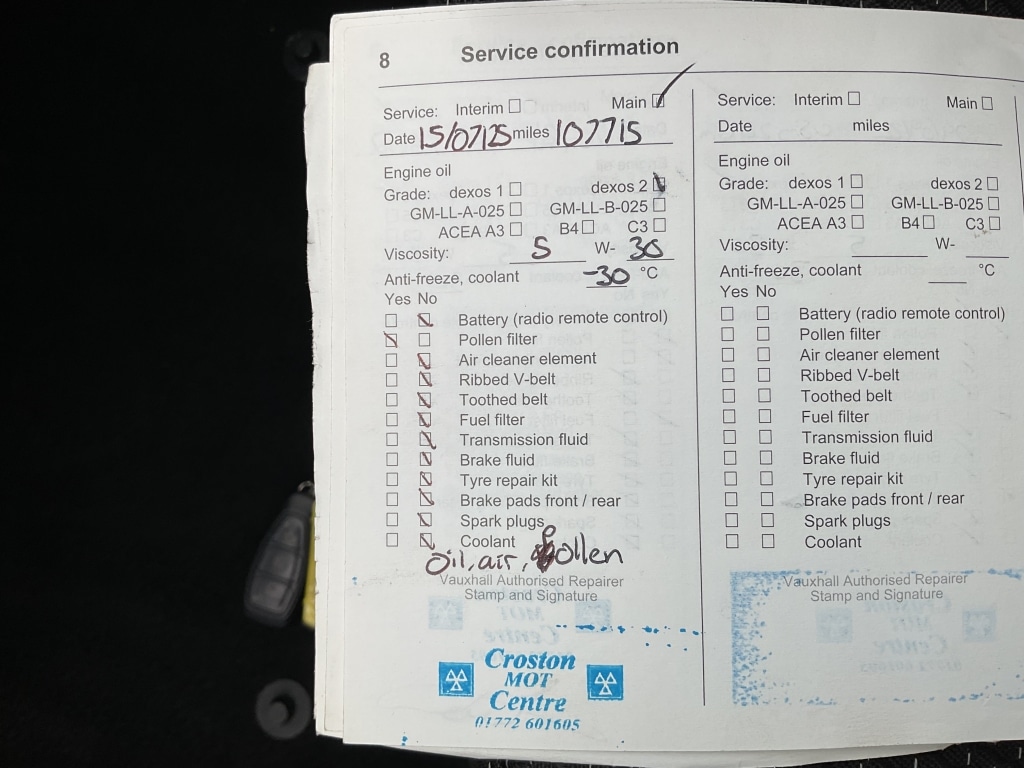 8 Service confirmation
Service: Interim Main
Date 15/07/25 miles 107715
Engine oil
Grade: dexos 1 dexos 2
GM-LL-A-025 GM-LL-B-025
ACEA A3 B4 C3
Viscosity: 5 W- 30
Anti-freeze, coolant -30 °C
Yes No
Battery (radio remote control)
Pollen filter
Air cleaner element
Ribbed V-belt
Toothed belt
Fuel filter
Transmission fluid
Brake fluid
Tyre repair kit
Brake pads front / rear
Spark plugs
Coolant
Oil, air, Pollen
Vauxhall Authorised Repairer
Stamp and Signature
Croston
MOT
Centre
01772 601605
Service: Interim Main
Date miles
Engine oil
Grade: dexos 1 dexos 2
GM-LL-A-025 GM-LL-B-025
ACEA A3 B4 C3
Viscosity: W-
Anti-freeze, coolant °C
Yes No
Battery (radio remote control)
Pollen filter
Air cleaner element
Ribbed V-belt
Toothed belt
Fuel filter
Transmission fluid
Brake fluid
Tyre repair kit
Brake pads front / rear
Spark plugs
Coolant
Vauxhall Authorised Repairer
Stamp and Signature